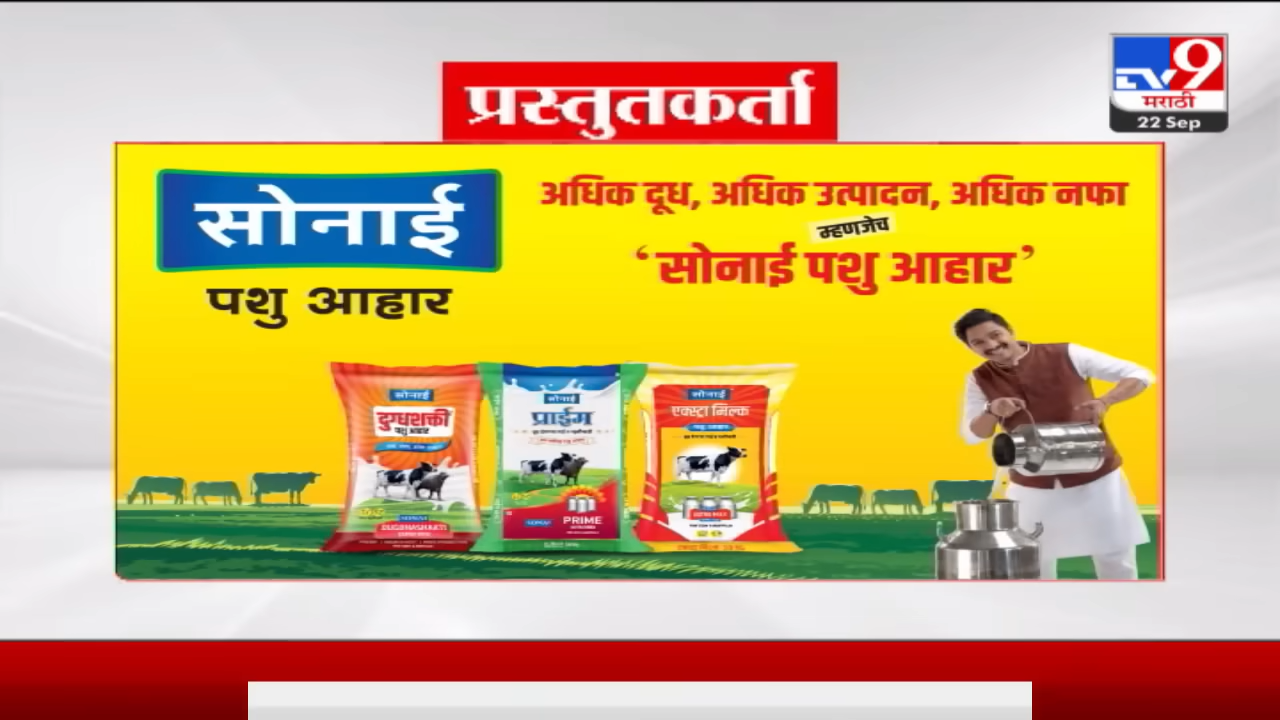 प्रस्तुतकर्ता
TV9
मराठी
22 Sep
सोनाई
पशु आहार
अधिक दूध, अधिक उत्पादन, अधिक नफा
म्हणजेच
‘सोनाई पशु आहार’
सोनाई
दुग्धशक्ती
पशु आहार
DUGDHASHAKTI
सोनाई
प्राईम
PRIME
सोनाई
एक्स्ट्रा मिल्क
पशु आहार